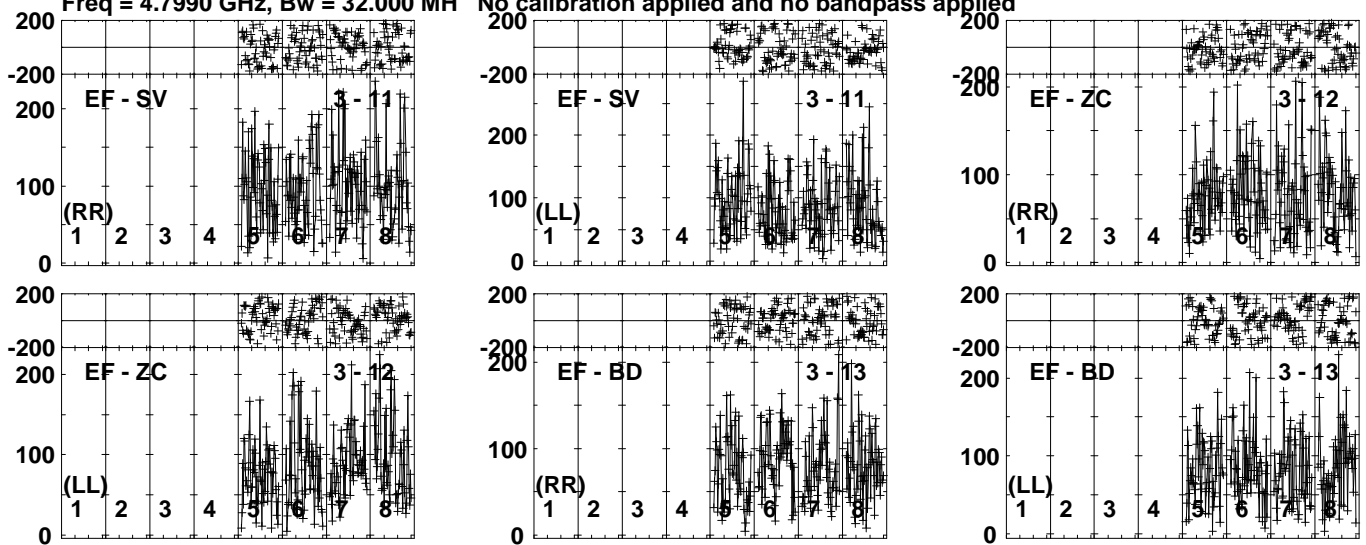 Freq = 4.7990 GHz, Bw = 32.000 MH No calibration applied and no bandpass applied
200
-200
EF - SV 3 - 11
200
100
(RR)
1 2 3 4 5 6 7 8
0
200
-200
EF - SV 3 - 11
200
100
(LL)
1 2 3 4 5 6 7 8
0
200
-200
200
EF - ZC 3 - 12
100
(RR)
1 2 3 4 5 6 7 8
0
200
-200
EF - ZC 3 - 12
200
100
(LL)
1 2 3 4 5 6 7 8
0
200
-200
EF - BD 3 - 13
200
100
(RR)
1 2 3 4 5 6 7 8
0
200
-200
EF - BD 3 - 13
200
100
(LL)
1 2 3 4 5 6 7 8
0